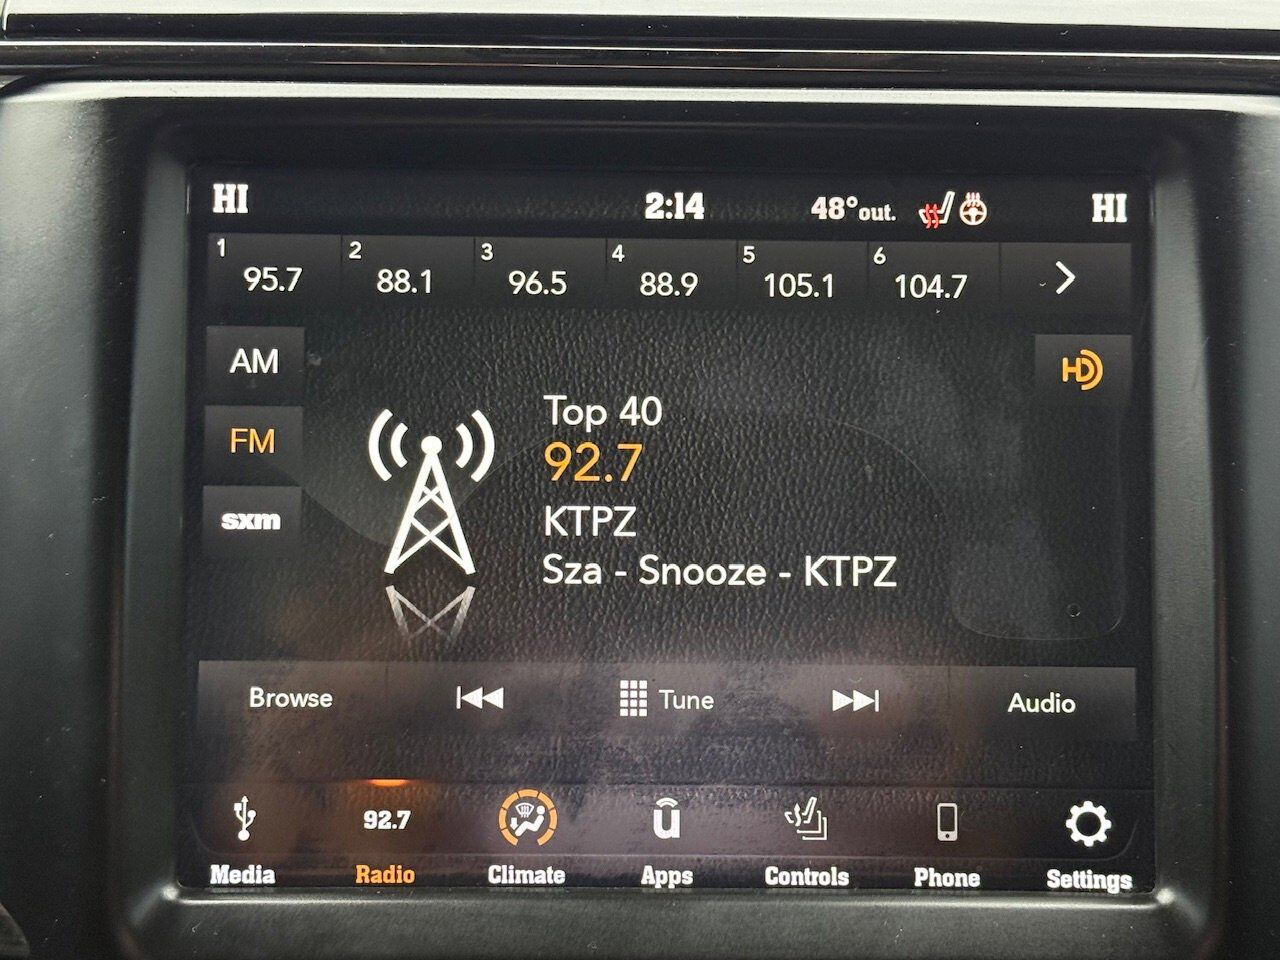 HI 2:14 48°out. HI
1 95.7 2 88.1 3 96.5 4 88.9 5 105.1 6 104.7
AM
HD
FM
sxm
Top 40
92.7
KTPZ
Sza - Snooze - KTPZ
Browse Tune Audio
92.7 u
Media Radio Climate Apps Controls Phone Settings